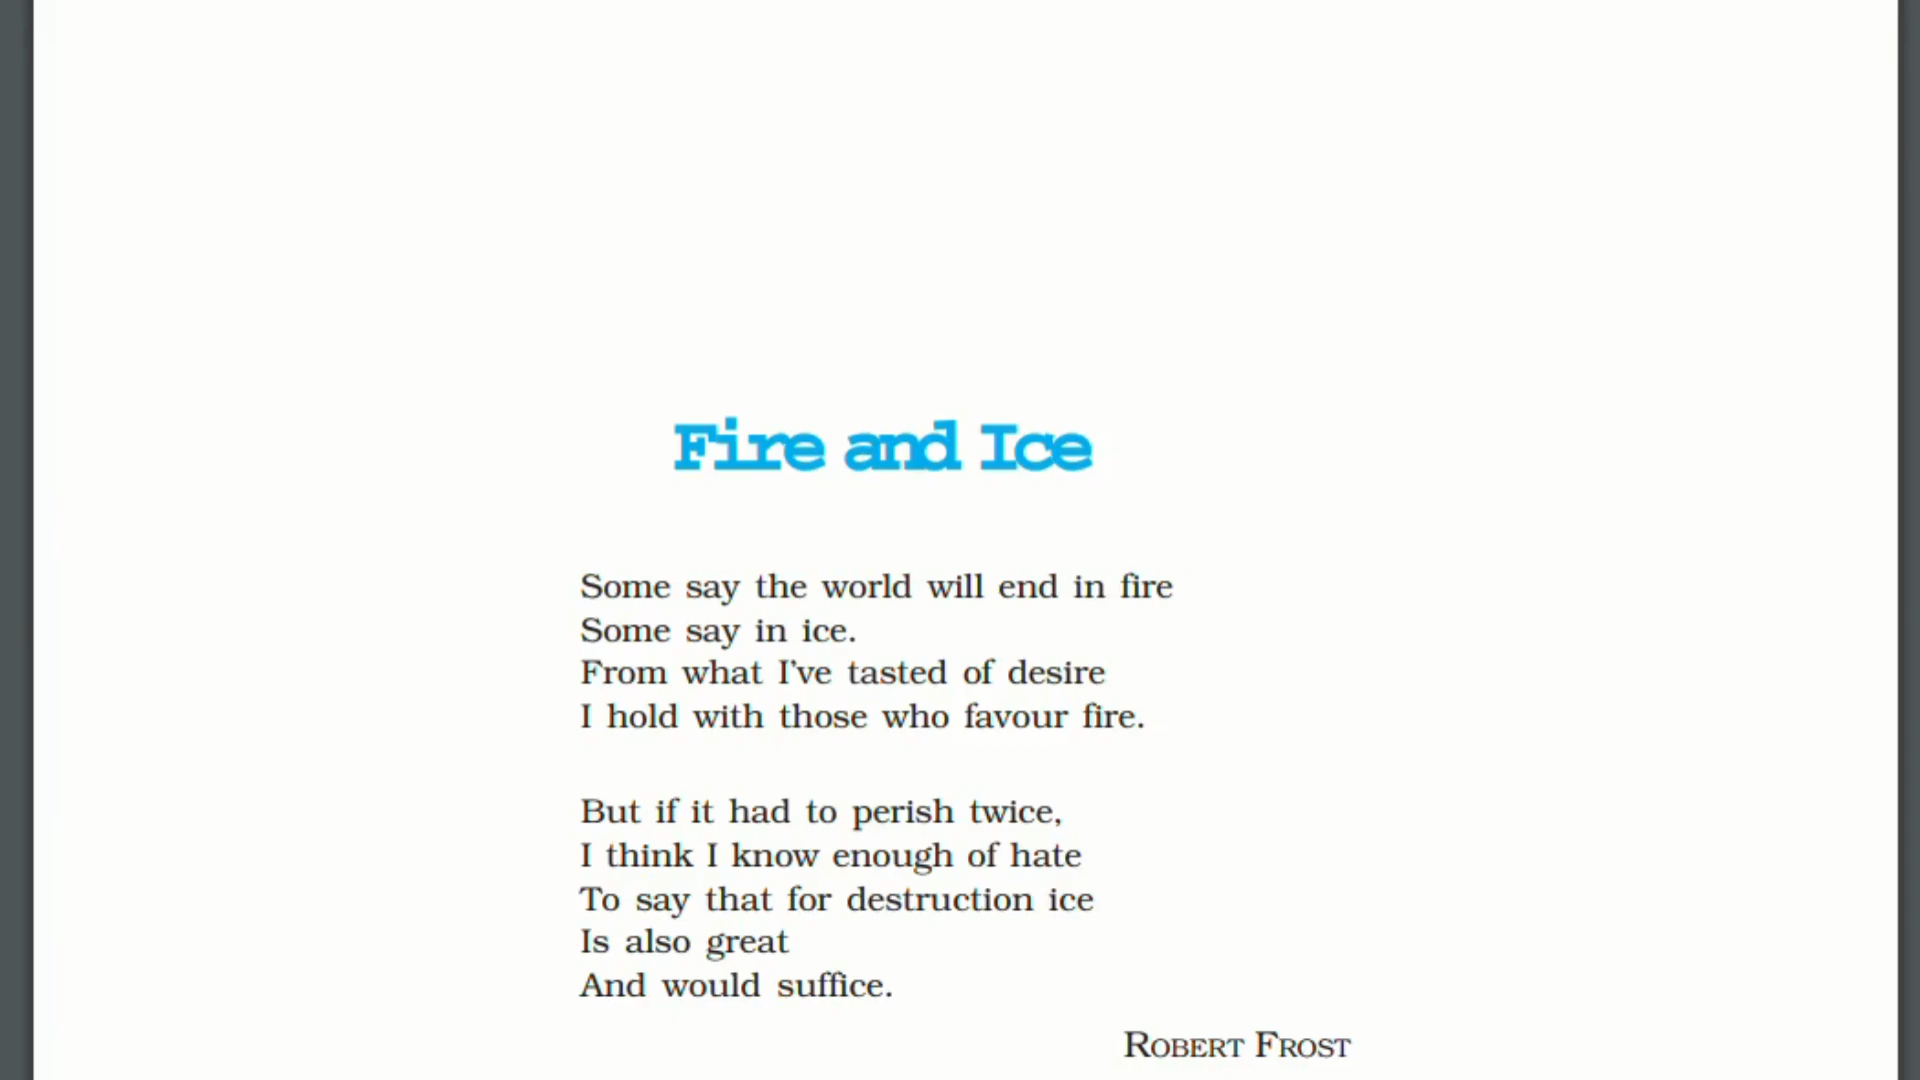 Fire and Ice
Some say the world will end in fire
Some say in ice.
From what I've tasted of desire
I hold with those who favour fire.
But if it had to perish twice,
I think I know enough of hate
To say that for destruction ice
Is also great
And would suffice.
ROBERT FROST